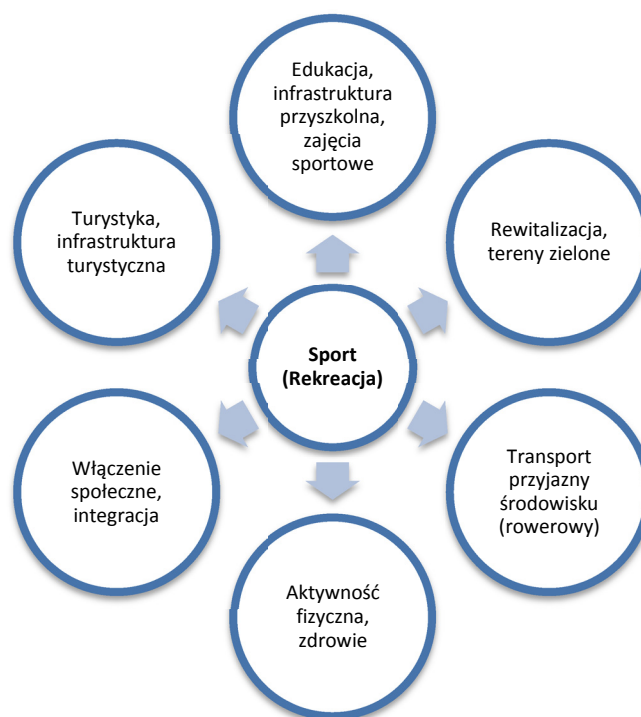 Edukacja,
infrastruktura
przyszkolna,
zajęcia
sportowe
Turystyka,
infrastruktura
turystyczna
Rewitalizacja,
tereny zielone
Sport
(Rekreacja)
Włączenie
społeczne,
integracja
Transport
przyjazny
środowisku
(rowerowy)
Aktywność
fizyczna,
zdrowie